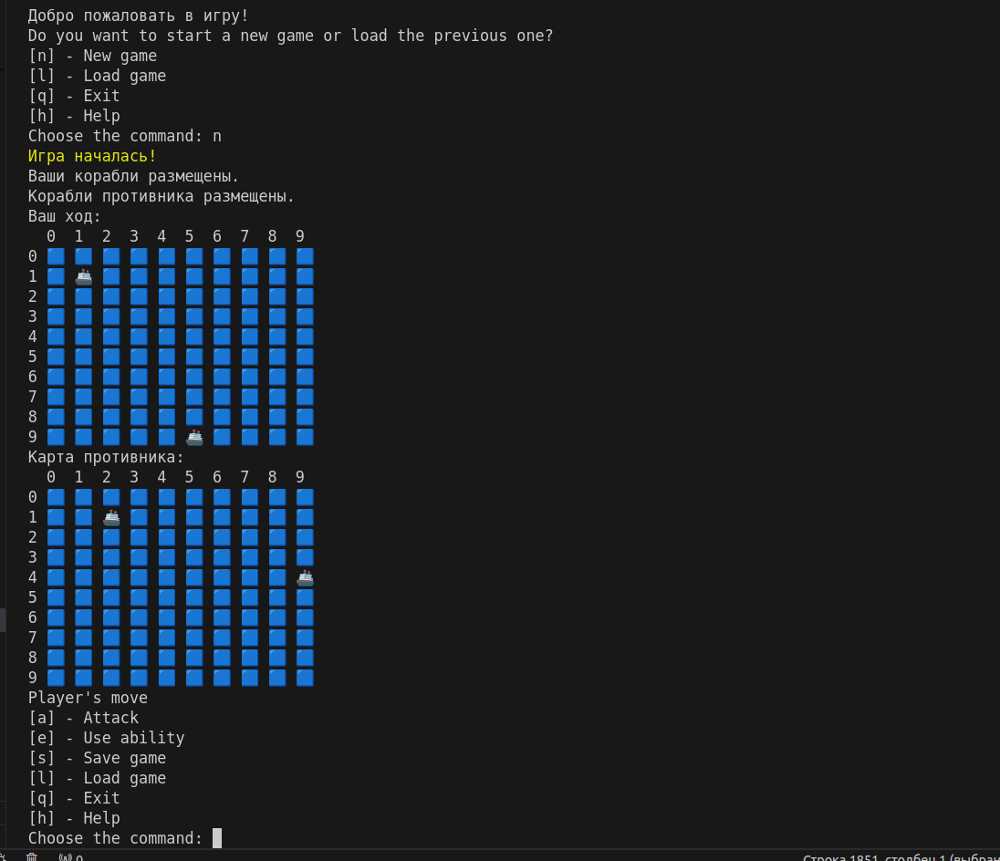 Добро пожаловать в игру!
Do you want to start a new game or load the previous one?
[n] - New game
[l] - Load game
[q] - Exit
[h] - Help
Choose the command: n
Игра началась!
Ваши корабли размещены.
Корабли противника размещены.
Ваш ход:
0 1 2 3 4 5 6 7 8 9
0
1
2
3
4
5
6
7
8
9
Карта противника:
0 1 2 3 4 5 6 7 8 9
0
1
2
3
4
5
6
7
8
9
Player's move
[a] - Attack
[e] - Use ability
[s] - Save game
[l] - Load game
[q] - Exit
[h] - Help
Choose the command:
0 Строка 1851, столбец 1